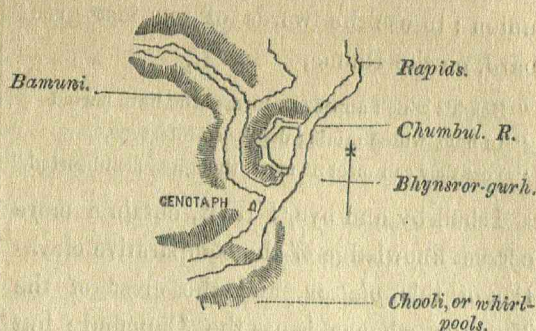 Bamuni.
Rapids.
Chumbul. R.
Bhynsror-gurh.
CENOTAPH
Chooli, or whirl-
pools.